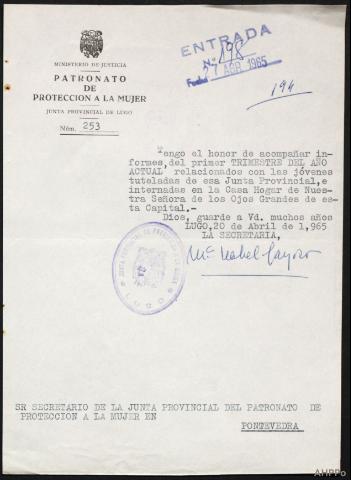 ENTRADA
N.º 198
Fecha 27 ABR 1965
194
MINISTERIO DE JUSTICIA
PATRONATO
DE
PROTECCION A LA MUJER
JUNTA PROVINCIAL DE LUGO
Núm. 253
Tengo el honor de acompañar in-
formes, del primer TRIMESTRE DEL AÑO
ACTUAL relacionados con las jóvenes
tuteladas de esa Junta Provincial, e
internadas en la Casa Hogar de Nues-
tra Señora de los Ojos Grandes de es-
ta Capital.-
Dios, guarde a Vd. muchos años
LUGO, 20 de Abril de 1,965
LA SECRETARIA,
Mª Isabel
LUGO
SR SECRETARIO DE LA JUNTA PROVINCIAL DEL PATRONATO DE
PROTECCION A LA MUJER EN
PONTEVEDRA
AHPPo